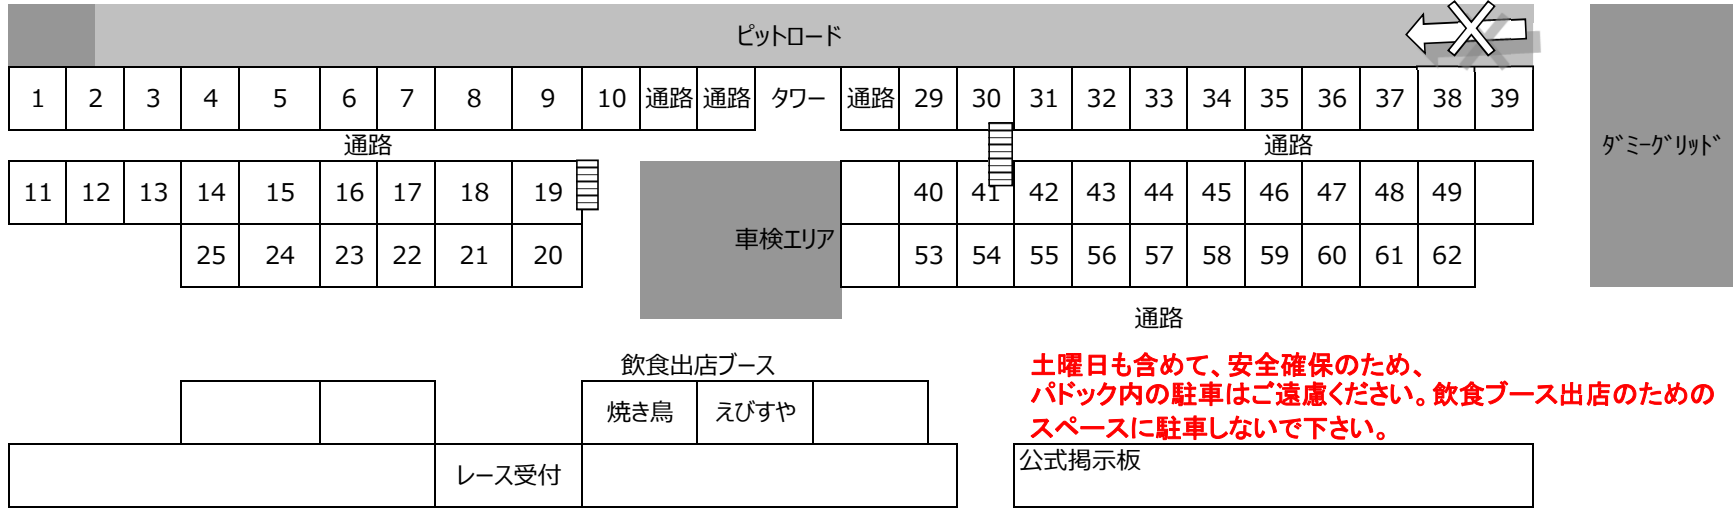 ピットロード
1 2 3 4 5 6 7 8 9 10 通路 通路 タワー 通路 29 30 31 32 33 34 35 36 37 38 39
通路 通路
ﾀﾞﾐｰｸﾞﾘｯﾄﾞ
11 12 13 14 15 16 17 18 19 40 41 42 43 44 45 46 47 48 49
車検エリア
25 24 23 22 21 20 53 54 55 56 57 58 59 60 61 62
通路
飲食出店ブース
土曜日も含めて、安全確保のため、
パドック内の駐車はご遠慮ください。飲食ブース出店のための
スペースに駐車しないで下さい。
焼き鳥 えびすや
レース受付
公式掲示板